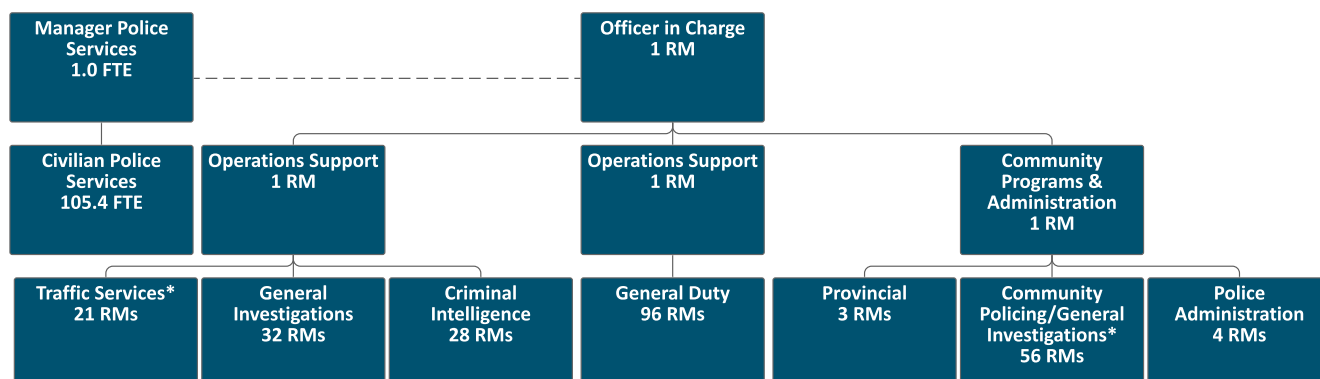 Manager Police
Services
1.0 FTE
Officer in Charge
1 RM
Civilian Police
Services
105.4 FTE
Operations Support
1 RM
Operations Support
1 RM
Community
Programs &
Administration
1 RM
Traffic Services*
21 RMs
General
Investigations
32 RMs
Criminal
Intelligence
28 RMs
General Duty
96 RMs
Provincial
3 RMs
Community
Policing/General
Investigations*
56 RMs
Police
Administration
4 RMs